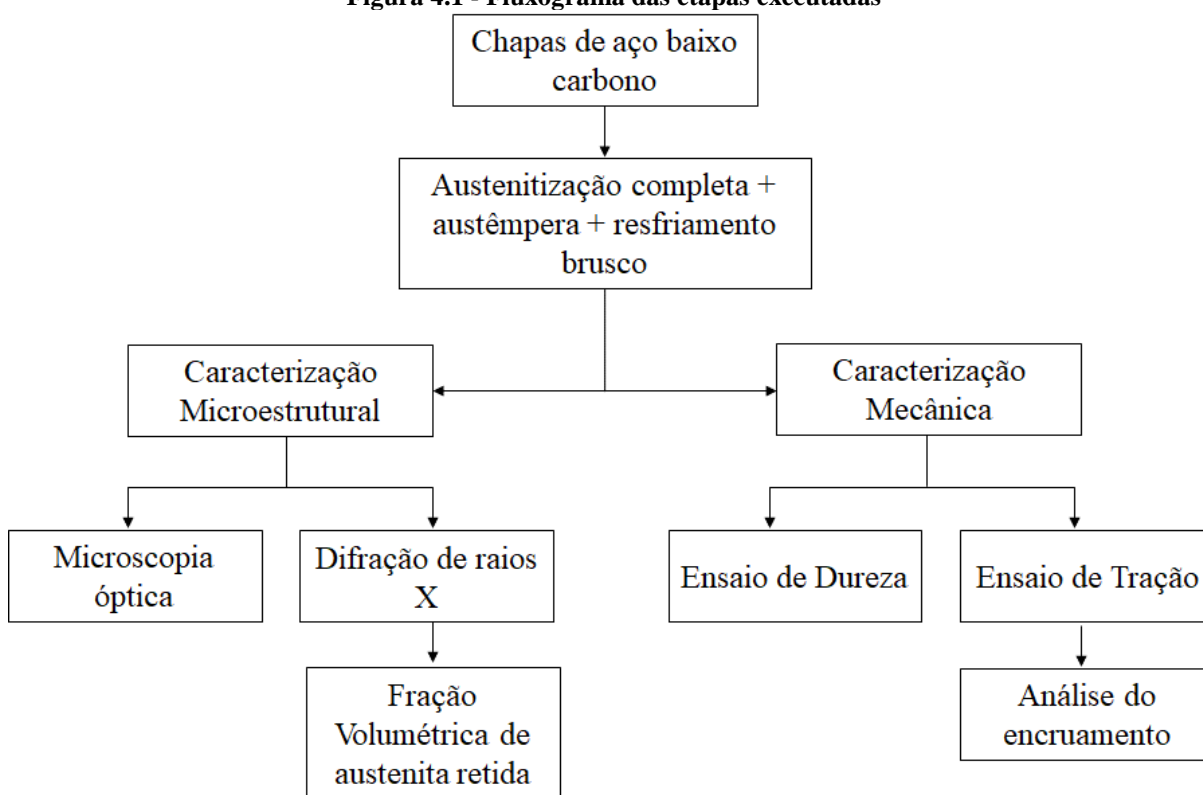 Figura 4.1 - Fluxograma das etapas executadas
Chapas de aço baixo
carbono
Austenitização completa +
austêmpera + resfriamento
brusco
Caracterização
Microestrutural
Caracterização
Mecânica
Microscopia
óptica
Difração de raios
X
Ensaio de Dureza
Ensaio de Tração
Fração
Volumétrica de
austenita retida
Análise do
encruamento